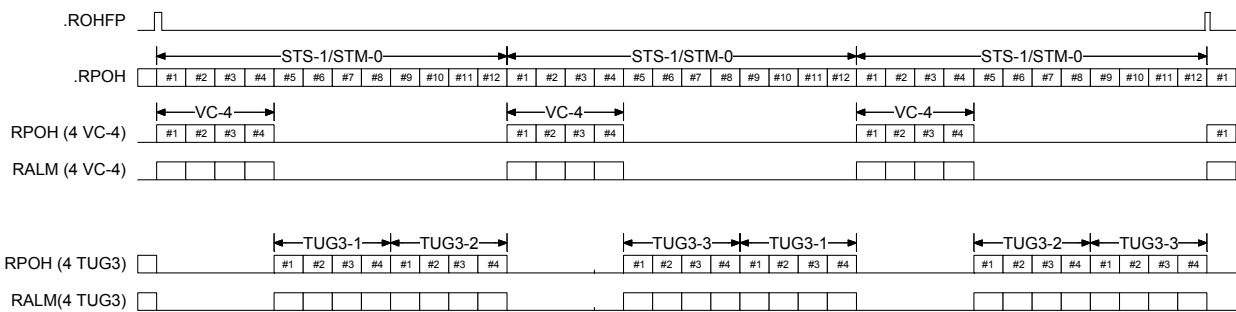 .ROHFP
STS-1/STM-0 STS-1/STM-0 STS-1/STM-0
.RPOH #1 #2 #3 #4 #5 #6 #7 #8 #9 #10 #11 #12 #1 #2 #3 #4 #5 #6 #7 #8 #9 #10 #11 #12 #1 #2 #3 #4 #5 #6 #7 #8 #9 #10 #11 #12 #1
VC-4 VC-4 VC-4
RPOH (4 VC-4) #1 #2 #3 #4 #1 #2 #3 #4 #1 #2 #3 #4 #1
RALM (4 VC-4)
TUG3-1 TUG3-2 TUG3-3 TUG3-1 TUG3-2 TUG3-3
RPOH (4 TUG3) #1 #2 #3 #4 #1 #2 #3 #4 #1 #2 #3 #4 #1 #2 #3 #4 #1 #2 #3 #4 #1 #2 #3 #4
RALM(4 TUG3)